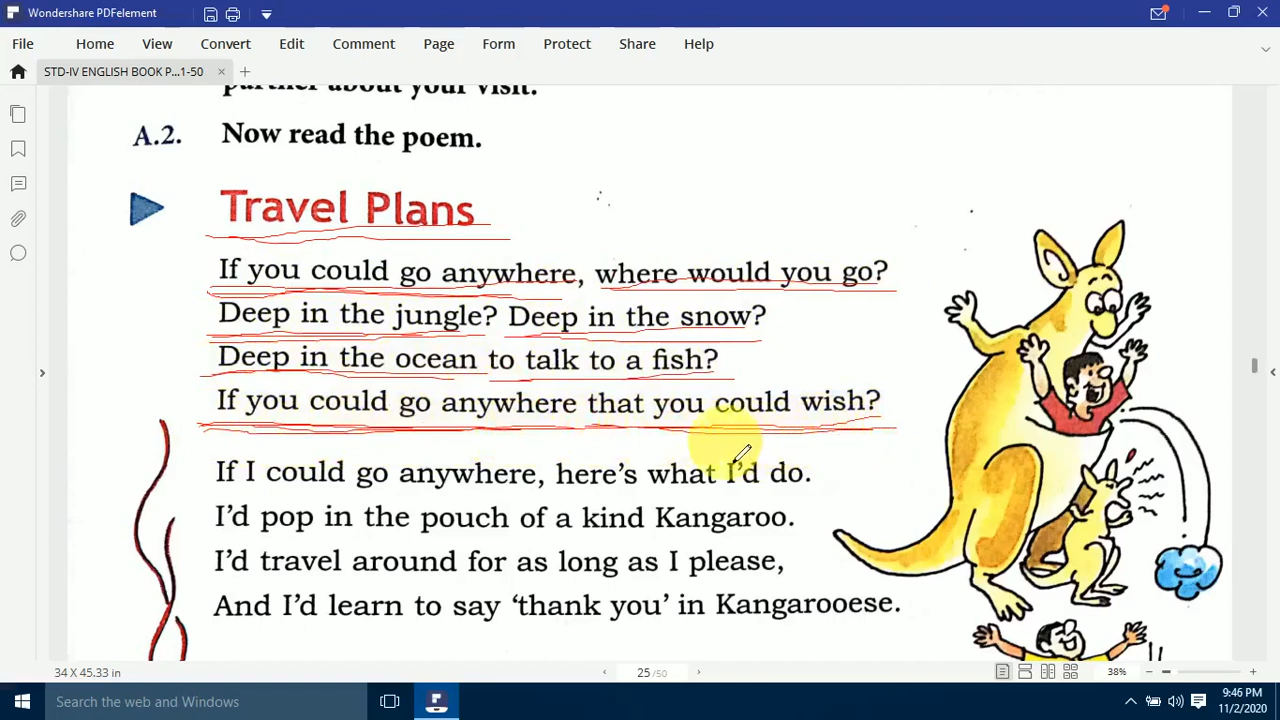 Wondershare PDFelement
File Home View Convert Edit Comment Page Form Protect Share Help
STD-IV ENGLISH BOOK P...1-50
partner about your visit.
A.2. Now read the poem.
Travel Plans
If you could go anywhere, where would you go?
Deep in the jungle? Deep in the snow?
Deep in the ocean to talk to a fish?
If you could go anywhere that you could wish?
If I could go anywhere, here's what I'd do.
I'd pop in the pouch of a kind Kangaroo.
I'd travel around for as long as I please,
And I'd learn to say 'thank you' in Kangarooese.
34 X 45.33 in
25 /50
38%
Search the web and Windows
9:46 PM
11/2/2020